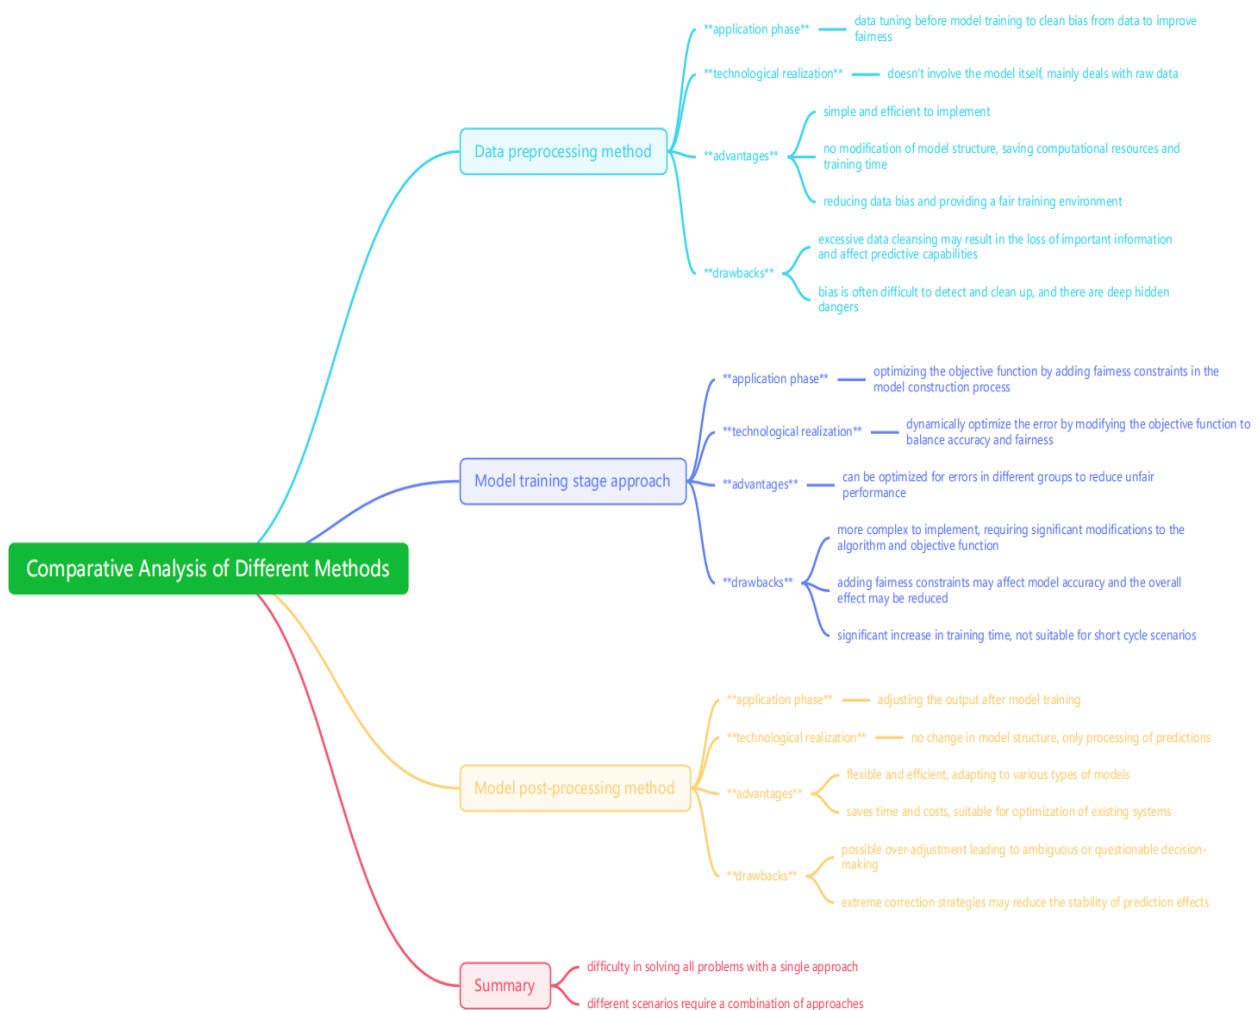 Comparative Analysis of Different Methods
Data preprocessing method
**application phase**
data tuning before model training to clean bias from data to improve
fairness
**technological realization**
doesn't involve the model itself, mainly deals with raw data
**advantages**
simple and efficient to implement
no modification of model structure, saving computational resources and
training time
reducing data bias and providing a fair training environment
**drawbacks**
excessive data cleansing may result in the loss of important information
and affect predictive capabilities
bias is often difficult to detect and clean up, and there are deep hidden
dangers
Model training stage approach
**application phase**
optimizing the objective function by adding fairness constraints in the
model construction process
**technological realization**
dynamically optimize the error by modifying the objective function to
balance accuracy and fairness
**advantages**
can be optimized for errors in different groups to reduce unfair
performance
**drawbacks**
more complex to implement, requiring significant modifications to the
algorithm and objective function
adding fairness constraints may affect model accuracy and the overall
effect may be reduced
significant increase in training time, not suitable for short cycle scenarios
Model post-processing method
**application phase**
adjusting the output after model training
**technological realization**
no change in model structure, only processing of predictions
**advantages**
flexible and efficient, adapting to various types of models
saves time and costs, suitable for optimization of existing systems
**drawbacks**
possible over-adjustment leading to ambiguous or questionable decision-
making
extreme correction strategies may reduce the stability of prediction effects
Summary
difficulty in solving all problems with a single approach
different scenarios require a combination of approaches